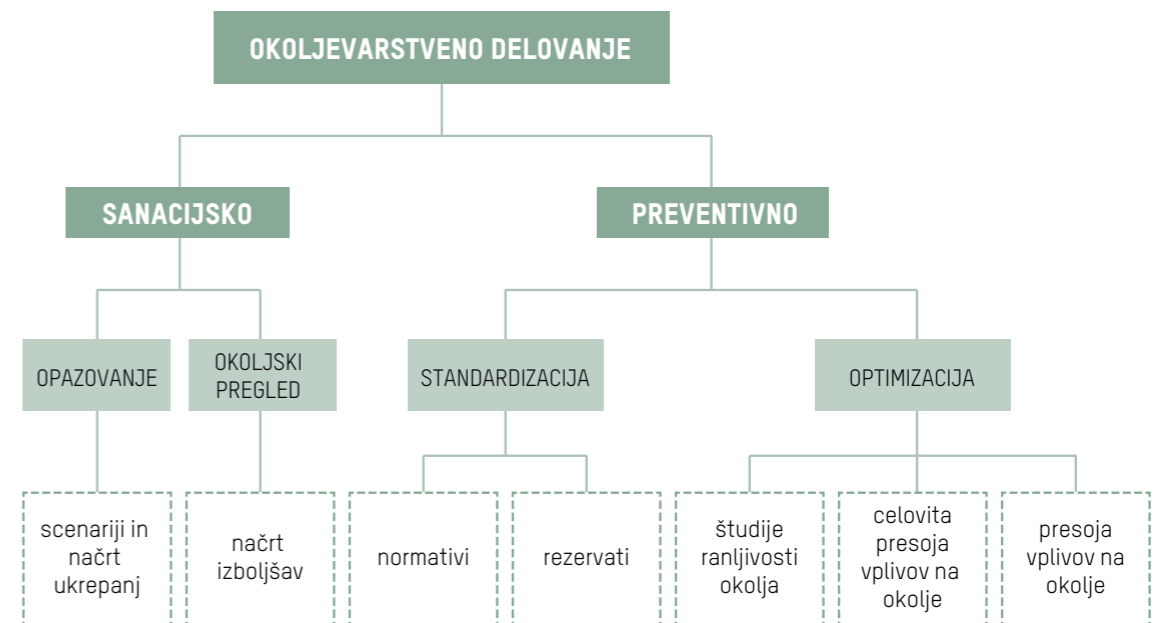 OKOLJEVARSTVENO DELOVANJE
SANACIJSKO
PREVENTIVNO
OPAZOVANJE
OKOLJSKI
PREGLED
STANDARDIZACIJA
OPTIMIZACIJA
scenariji in
načrt
ukrepanj
načrt
izboljšav
normativi
rezervati
študije
ranljivosti
okolja
celovita
presoja
vplivov na
okolje
presoja
vplivov na
okolje